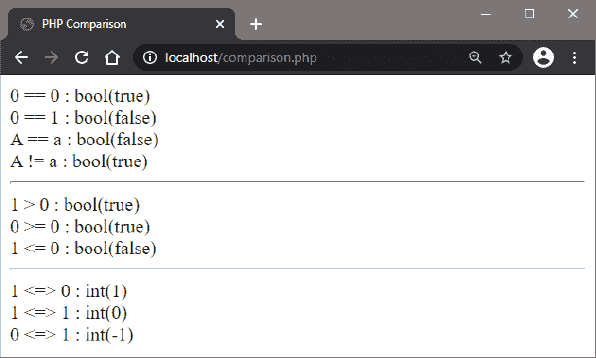 PHP Comparison
localhost/comparison.php
0 == 0 : bool(true)
0 == 1 : bool(false)
A == a : bool(false)
A != a : bool(true)
1 > 0 : bool(true)
0 >= 0 : bool(true)
1 <= 0 : bool(false)
1 <=> 0 : int(1)
1 <=> 1 : int(0)
0 <=> 1 : int(-1)